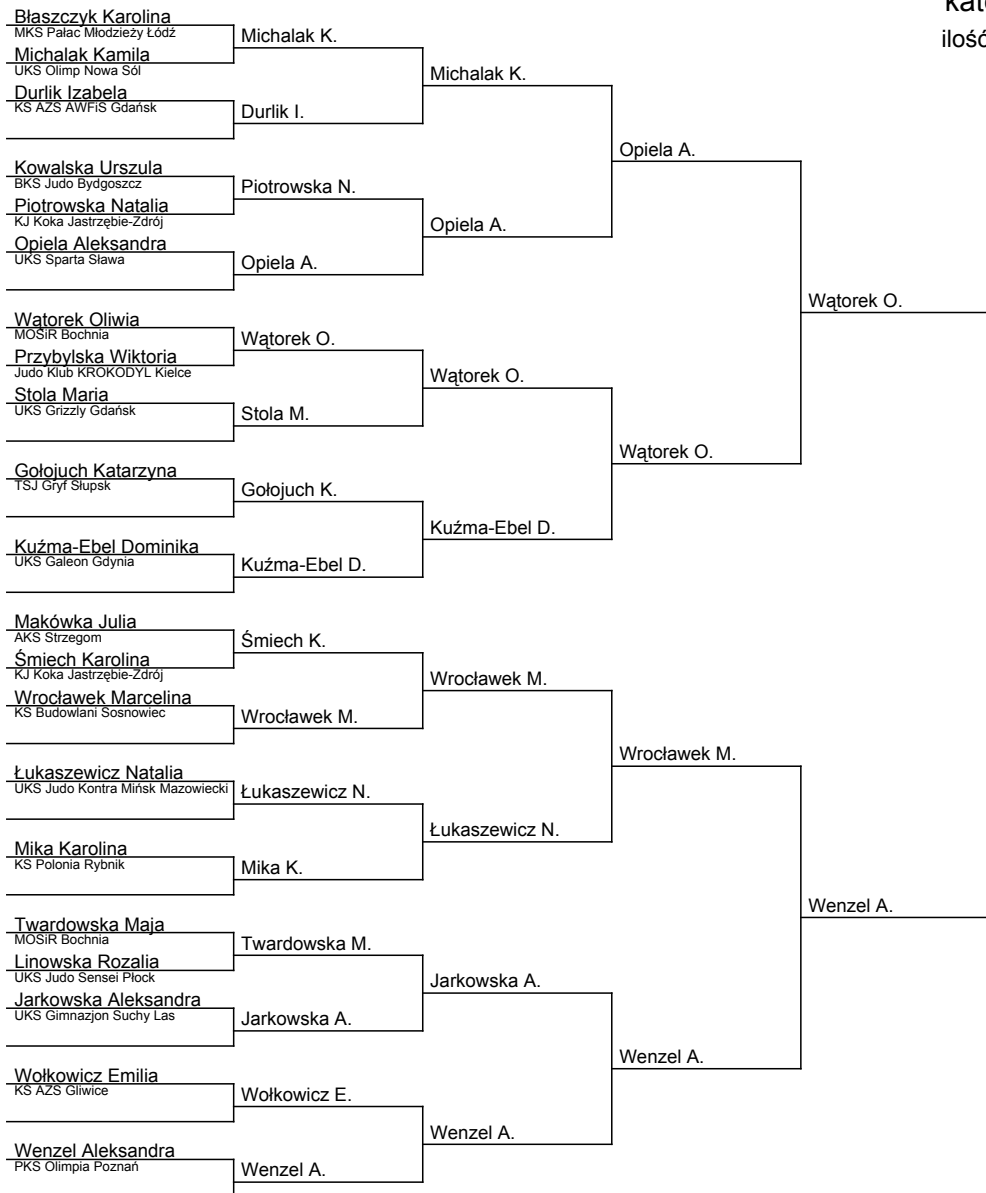 Błaszczyk Karolina
MKS Pałac Młodzieży Łódź
Michalak Kamila
UKS Olimp Nowa Sól
Durlik Izabela
KS AZS AWFiS Gdańsk
Kowalska Urszula
BKS Judo Bydgoszcz
Piotrowska Natalia
KJ Koka Jastrzębie-Zdrój
Opiela Aleksandra
UKS Sparta Sława
Wątorek Oliwia
MOSiR Bochnia
Przybylska Wiktoria
Judo Klub KROKODYL Kielce
Stola Maria
UKS Grizzly Gdańsk
Gołojuch Katarzyna
TSJ Gryf Słupsk
Kuźma-Ebel Dominika
UKS Galeon Gdynia
Makówka Julia
AKS Strzegom
Śmiech Karolina
KJ Koka Jastrzębie-Zdrój
Wrocławek Marcelina
KS Budowlani Sosnowiec
Łukaszewicz Natalia
UKS Judo Kontra Mińsk Mazowiecki
Mika Karolina
KS Polonia Rybnik
Twardowska Maja
MOSiR Bochnia
Linowska Rozalia
UKS Judo Sensei Płock
Jarkowska Aleksandra
UKS Gimnazjon Suchy Las
Wołkowicz Emilia
KS AZS Gliwice
Wenzel Aleksandra
PKS Olimpia Poznań
Michalak K.
Durlik I.
Piotrowska N.
Opiela A.
Wątorek O.
Stola M.
Gołojuch K.
Kuźma-Ebel D.
Śmiech K.
Wrocławek M.
Łukaszewicz N.
Mika K.
Twardowska M.
Jarkowska A.
Wołkowicz E.
Wenzel A.
Michalak K.
Opiela A.
Wątorek O.
Kuźma-Ebel D.
Wrocławek M.
Łukaszewicz N.
Jarkowska A.
Wenzel A.
Opiela A.
Wątorek O.
Wrocławek M.
Wenzel A.
Wątorek O.
Wenzel A.
ilość